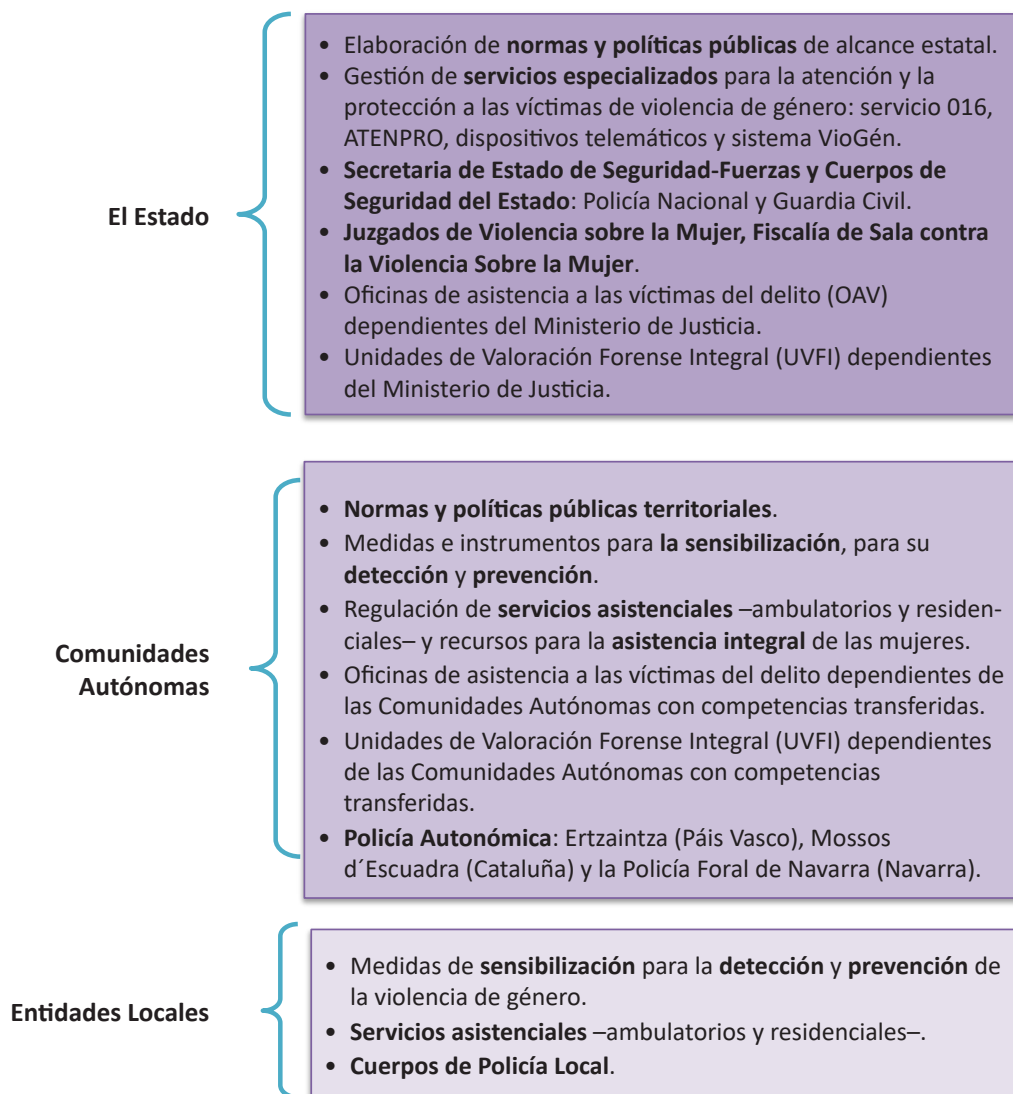 • Elaboración de normas y políticas públicas de alcance estatal.
• Gestión de servicios especializados para la atención y la
protección a las víctimas de violencia de género: servicio 016,
ATENPRO, dispositivos telemáticos y sistema VioGén.
• Secretaria de Estado de Seguridad-Fuerzas y Cuerpos de
Seguridad del Estado: Policía Nacional y Guardia Civil.
El Estado
• Juzgados de Violencia sobre la Mujer, Fiscalía de Sala contra
la Violencia Sobre la Mujer.
• Oficinas de asistencia a las víctimas del delito (OAV)
dependientes del Ministerio de Justicia.
• Unidades de Valoración Forense Integral (UVFI) dependientes
del Ministerio de Justicia.
• Normas y políticas públicas territoriales.
• Medidas e instrumentos para la sensibilización, para su
detección y prevención.
• Regulación de servicios asistenciales –ambulatorios y residen-
ciales– y recursos para la asistencia integral de las mujeres.
Comunidades
Autónomas
• Oficinas de asistencia a las víctimas del delito dependientes de
las Comunidades Autónomas con competencias transferidas.
• Unidades de Valoración Forense Integral (UVFI) dependientes
de las Comunidades Autónomas con competencias
transferidas.
• Policía Autonómica: Ertzaintza (Páis Vasco), Mossos
d´Escuadra (Cataluña) y la Policía Foral de Navarra (Navarra).
• Medidas de sensibilización para la detección y prevención de
la violencia de género.
Entidades Locales
• Servicios asistenciales –ambulatorios y residenciales–.
• Cuerpos de Policía Local.